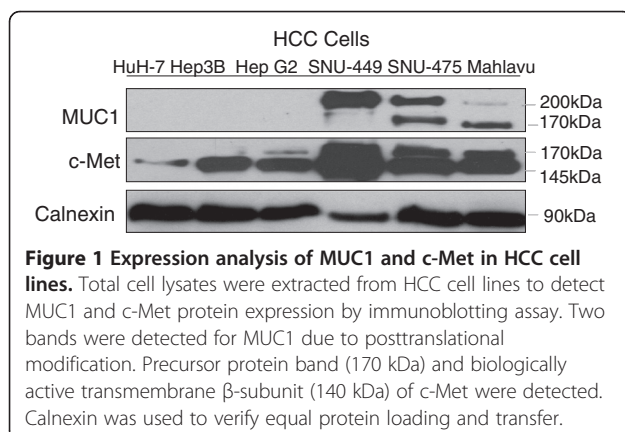 HCC Cells
HuH-7 Hep3B Hep G2 SNU-449 SNU-475 Mahlavu
MUC1
200kDa
170kDa
c-Met
170kDa
145kDa
Calnexin
90kDa
Figure 1 Expression analysis of MUC1 and c-Met in HCC cell
lines. Total cell lysates were extracted from HCC cell lines to detect
MUC1 and c-Met protein expression by immunoblotting assay. Two
bands were detected for MUC1 due to posttranslational
modification. Precursor protein band (170 kDa) and biologically
active transmembrane β-subunit (140 kDa) of c-Met were detected.
Calnexin was used to verify equal protein loading and transfer.